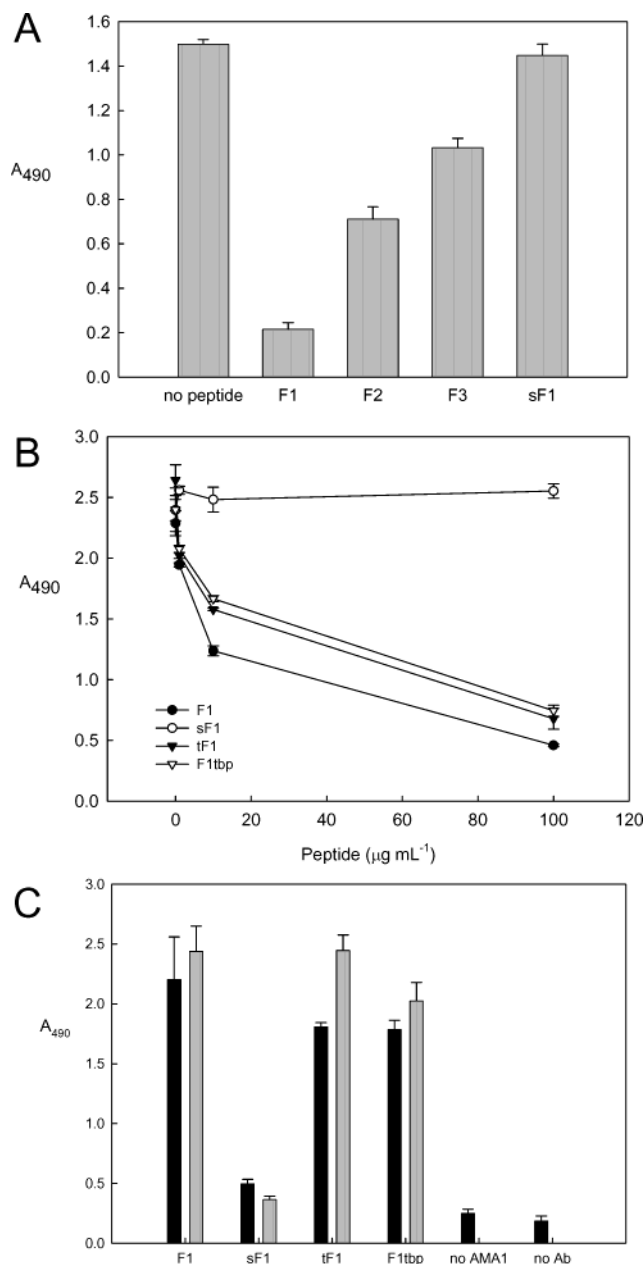 A
1.6
1.4
1.2
1.0
0.8
0.6
0.4
0.2
0.0
A490
no peptide F1 F2 F3 sF1
B
3.0
2.5
2.0
1.5
1.0
0.5
0.0
A490
F1
sF1
tF1
F1tbp
0 20 40 60 80 100 120
Peptide (μg mL-1)
C
3.0
2.5
2.0
1.5
1.0
0.5
0.0
A490
F1 sF1 tF1 F1tbp no AMA1 no Ab